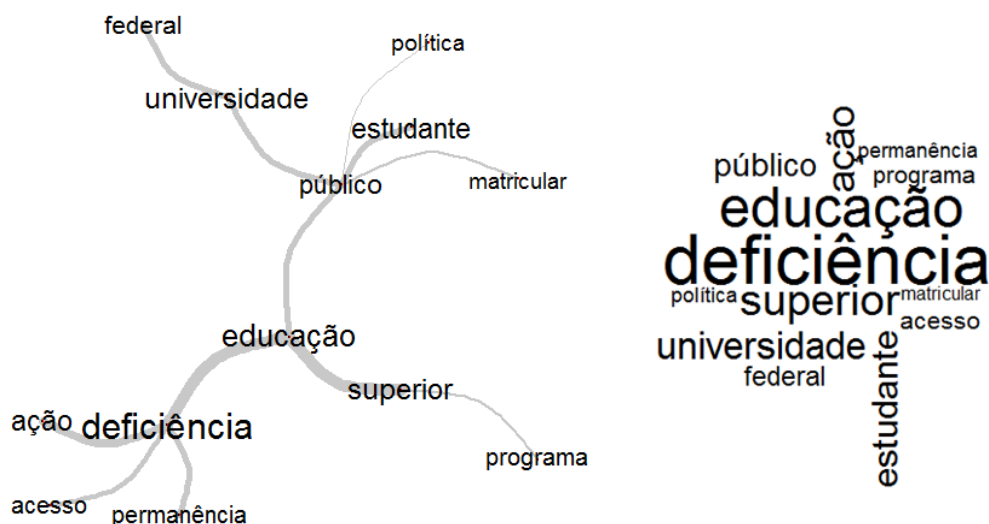 federal
política
universidade
estudante
público
matricular
educação
superior
ação
deficiência
programa
acesso
permanência
ação
permanência
público
programa
educação
deficiência
política
superior
matricular
acesso
universidade
estudante
federal